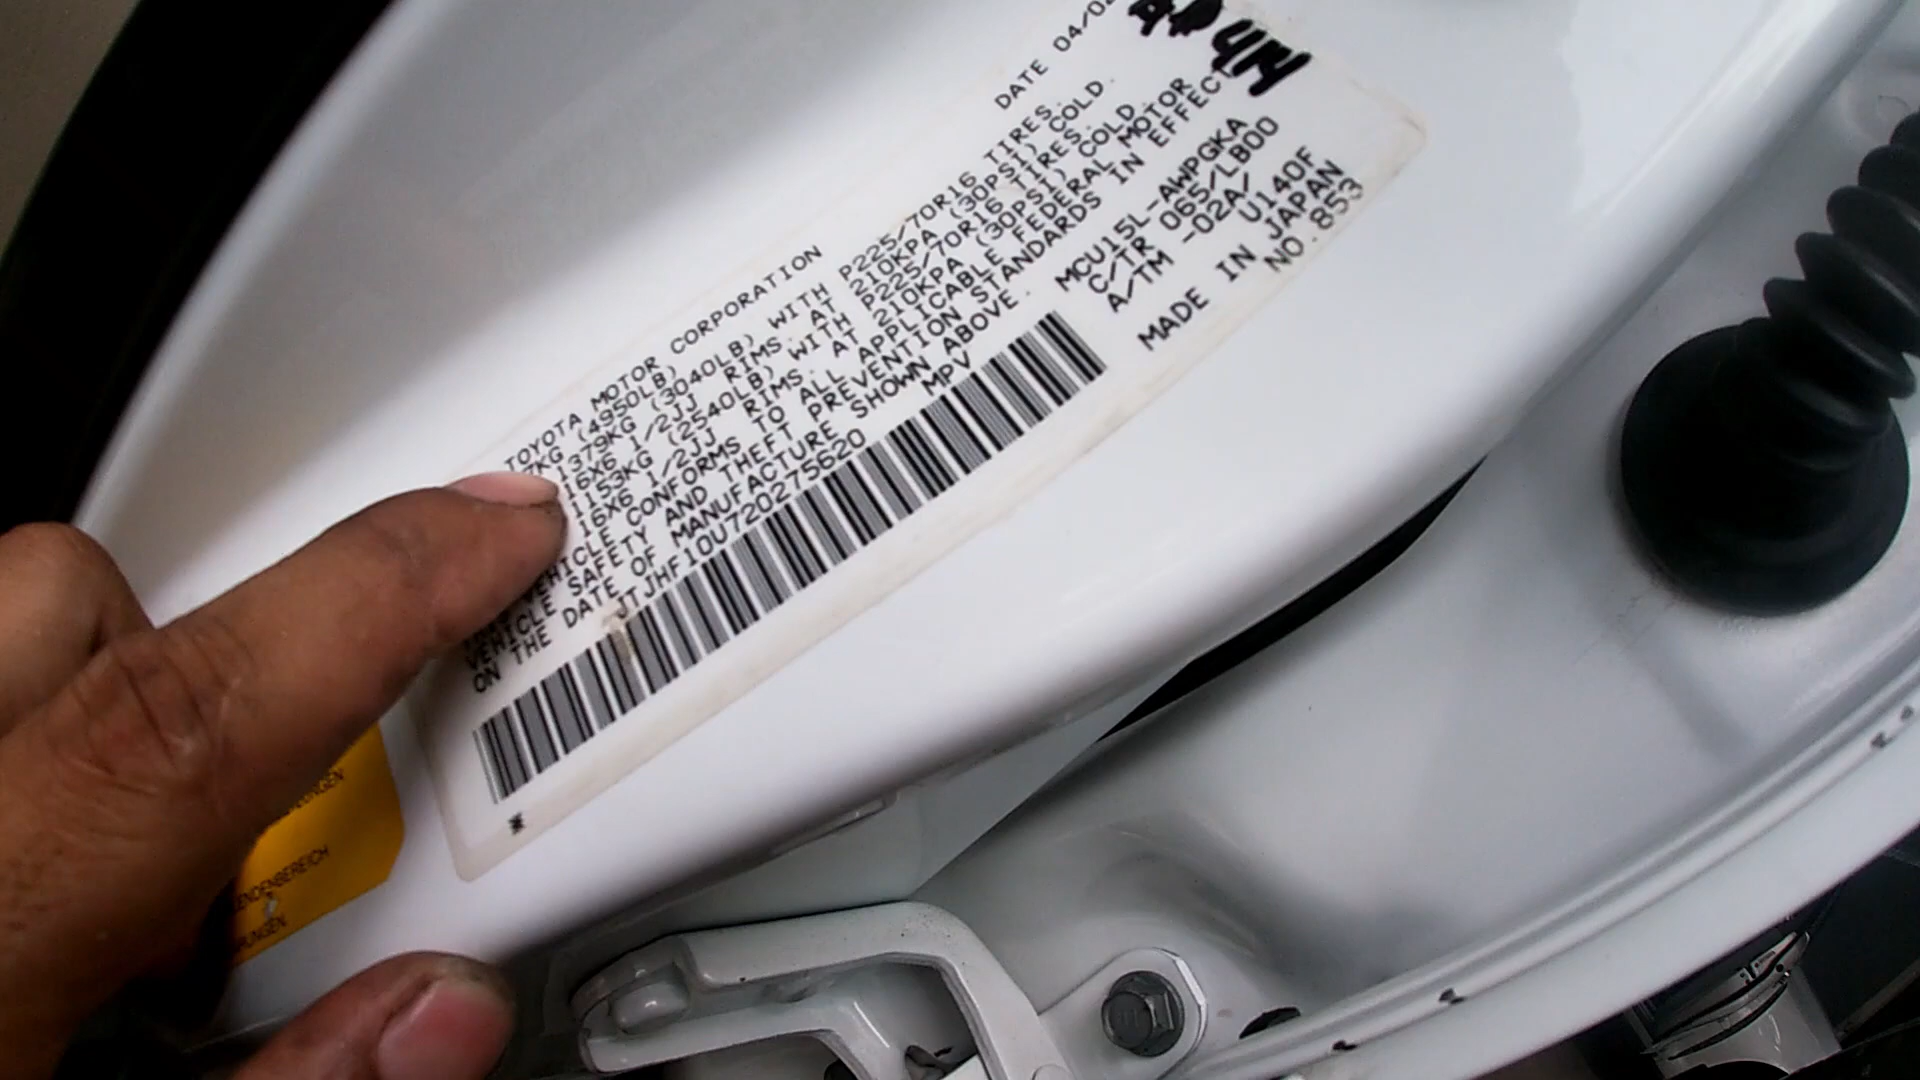 DATE 04/02
TOYOTA MOTOR CORPORATION
7KG (4950LB)
1379KG (3040LB) WITH P225/70R16 TIRES.
16X6 1/2JJ RIMS. AT 210KPA (30PSI) COLD.
1153KG (2540LB) WITH P225/70R16 TIRES.
16X6 1/2JJ RIMS. AT 210KPA (30PSI) COLD.
VEHICLE CONFORMS TO ALL APPLICABLE FEDERAL MOTOR
VEHICLE SAFETY AND THEFT PREVENTION STANDARDS IN EFFECT
ON THE DATE OF MANUFACTURE SHOWN ABOVE.
JTJHF10U720275620 MPV
MCU15L-AWPGKA
C/TR 065/LB00
A/TM -02A/ U140F
MADE IN JAPAN
NO.853
ENDENBEREICH